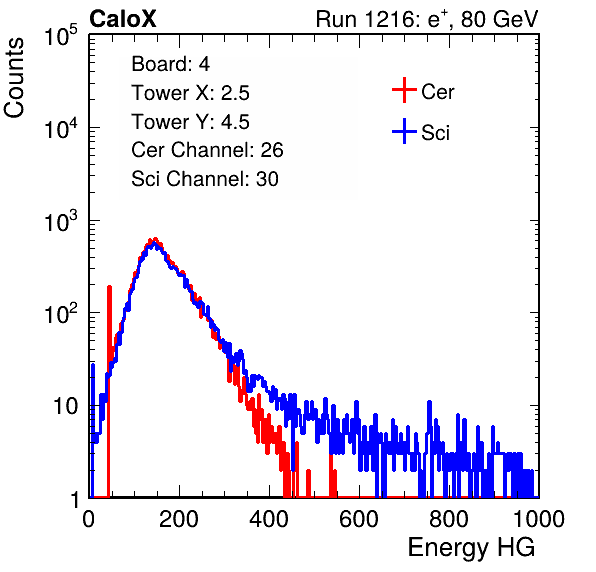 CaloX Run 1216: e⁺, 80 GeV
Counts
Board: 4
Tower X: 2.5
Tower Y: 4.5
Cer Channel: 26
Sci Channel: 30
Cer
Sci
10⁵
10⁴
10³
10²
10
1
0 200 400 600 800 1000
Energy HG